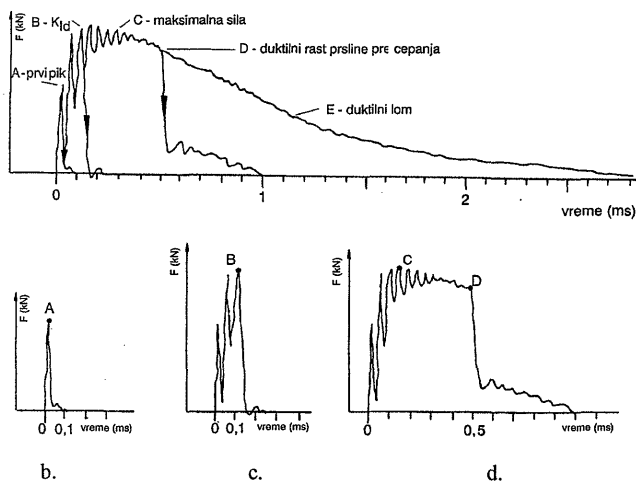 F (kN)
B - K_Id
C - maksimalna sila
A-prvi pik
D - duktilni rast prsline pre cepanja
E - duktilni lom
0 1 2
vreme (ms)
F (kN)
A
0 0,1 vreme (ms)
b.
F (kN)
B
0 0,1 vreme (ms)
c.
F (kN)
C
D
0 0,5 vreme (ms)
d.